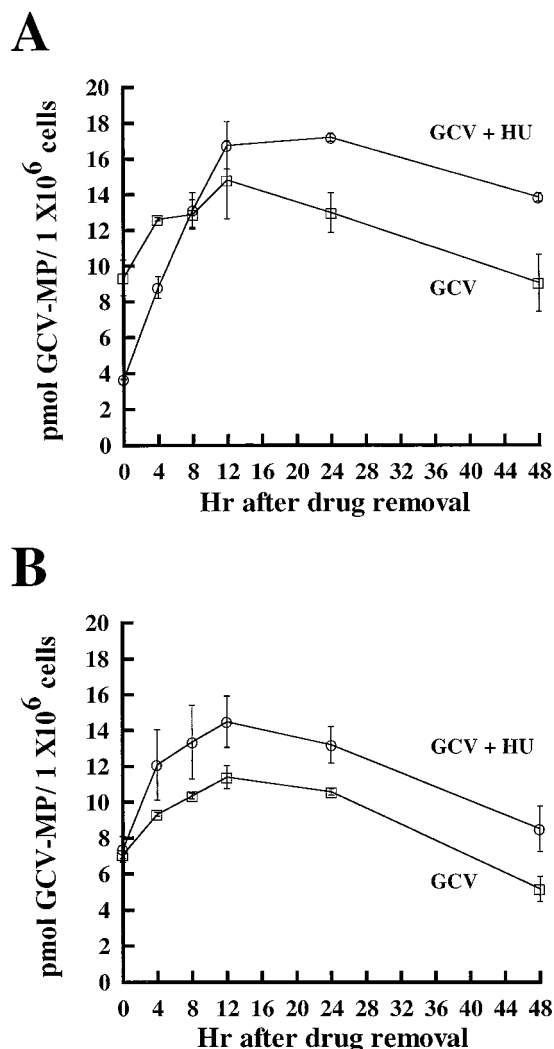 A
20
18
16
14
12
10
8
6
4
2
0
pmol GCV-MP/ 1 X10^6 cells
GCV + HU
GCV
0 4 8 12 16 20 24 28 32 36 40 44 48
Hr after drug removal
B
20
18
16
14
12
10
8
6
4
2
0
pmol GCV-MP/ 1 X10^6 cells
GCV + HU
GCV
0 4 8 12 16 20 24 28 32 36 40 44 48
Hr after drug removal